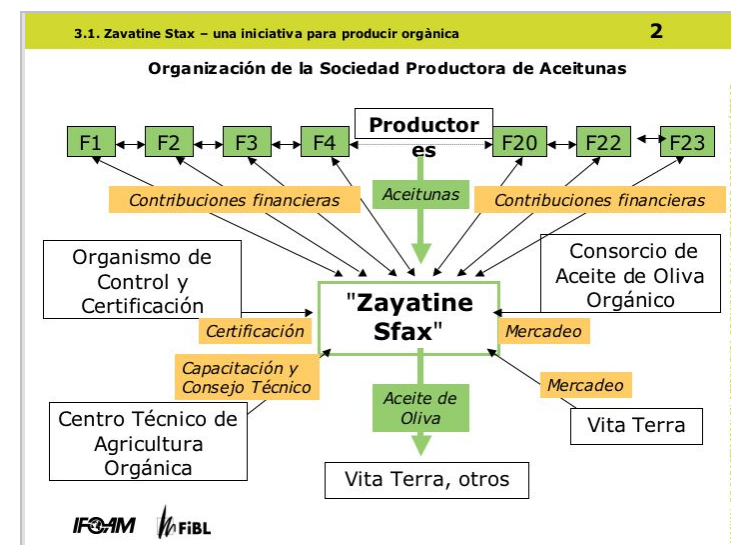 3.1. Zavatine Stax – una iniciativa para producir orgànica
2
Organización de la Sociedad Productora de Aceitunas
Productor
es
F1
F2
F3
F4
F20
F22
F23
Contribuciones financieras
Aceitunas
Contribuciones financieras
Organismo de
Control y
Certificación
Consorcio de
Aceite de Oliva
Orgánico
"Zayatine
Sfax"
Certificación
Mercadeo
Capacitación y
Consejo Técnico
Mercadeo
Aceite de
Oliva
Centro Técnico de
Agricultura
Orgánica
Vita Terra
Vita Terra, otros
IFOAM
FiBL